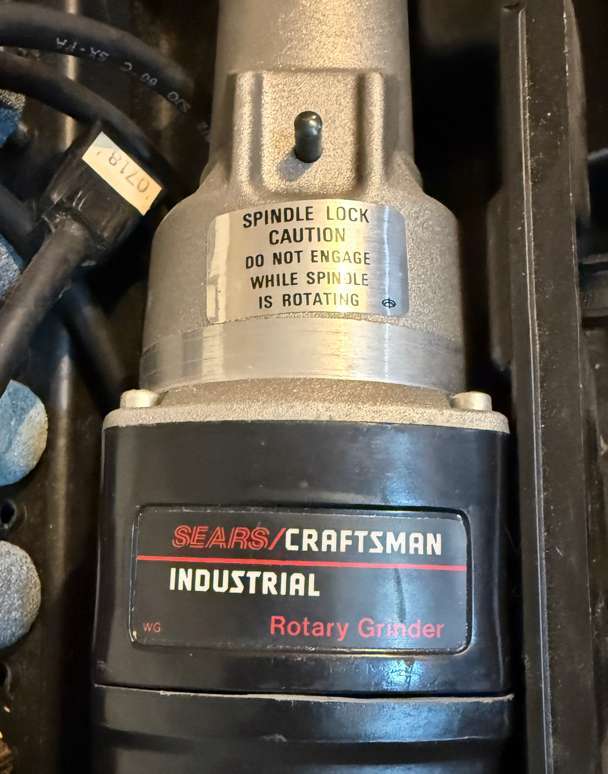 0718
SPINDLE LOCK
CAUTION
DO NOT ENGAGE
WHILE SPINDLE
IS ROTATING
SEARS/CRAFTSMAN
INDUSTRIAL
WG Rotary Grinder